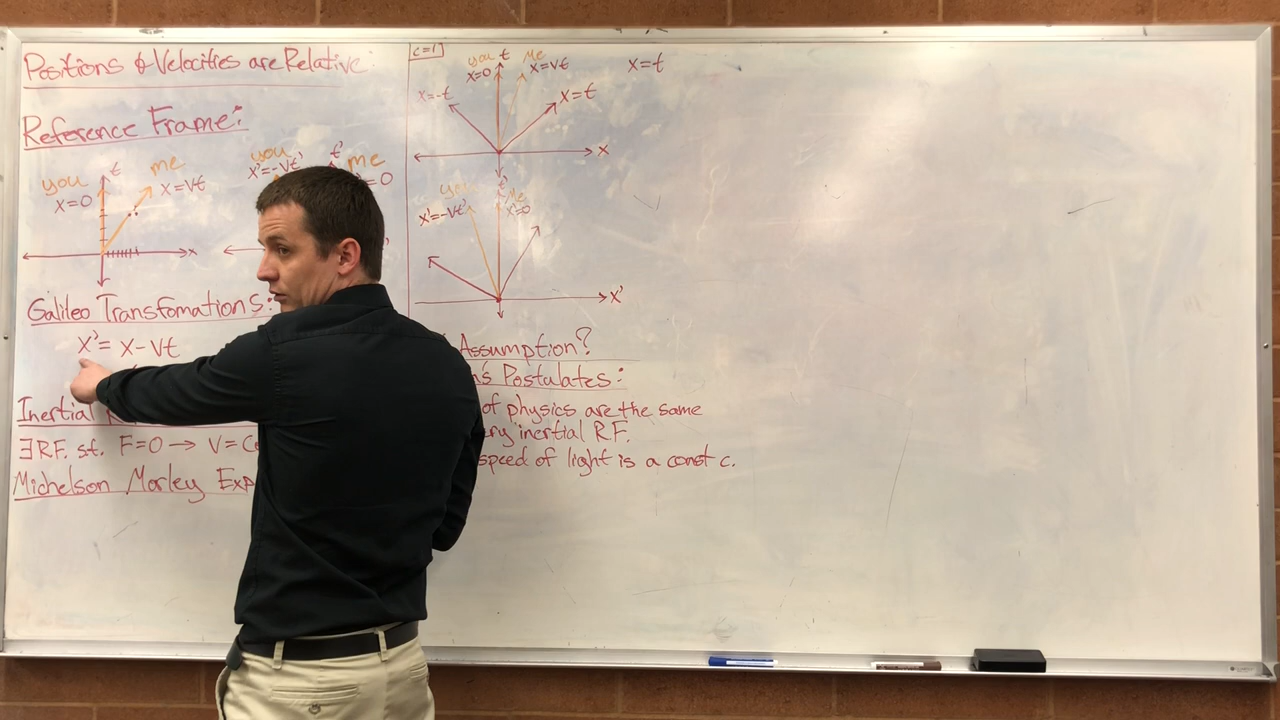 Positions & Velocities are Relative:
Reference Frame:
you
x=0
t
me
x=vt
x
you
x'=-vt'
t'
me
=0
Galileo Transfomations:
x'= x-vt
Inertial
∃ R.F. st. F=0 → V=
Michelson Morley Exp
c=1
you
x=0
t
me
x=vt
x=-t
x=t
x
x=t
you
x'=-vt'
t'
me
x'=0
x'
Assumption?
Postulates:
of physics are the same
inertial R.F.
speed of light is a const c.